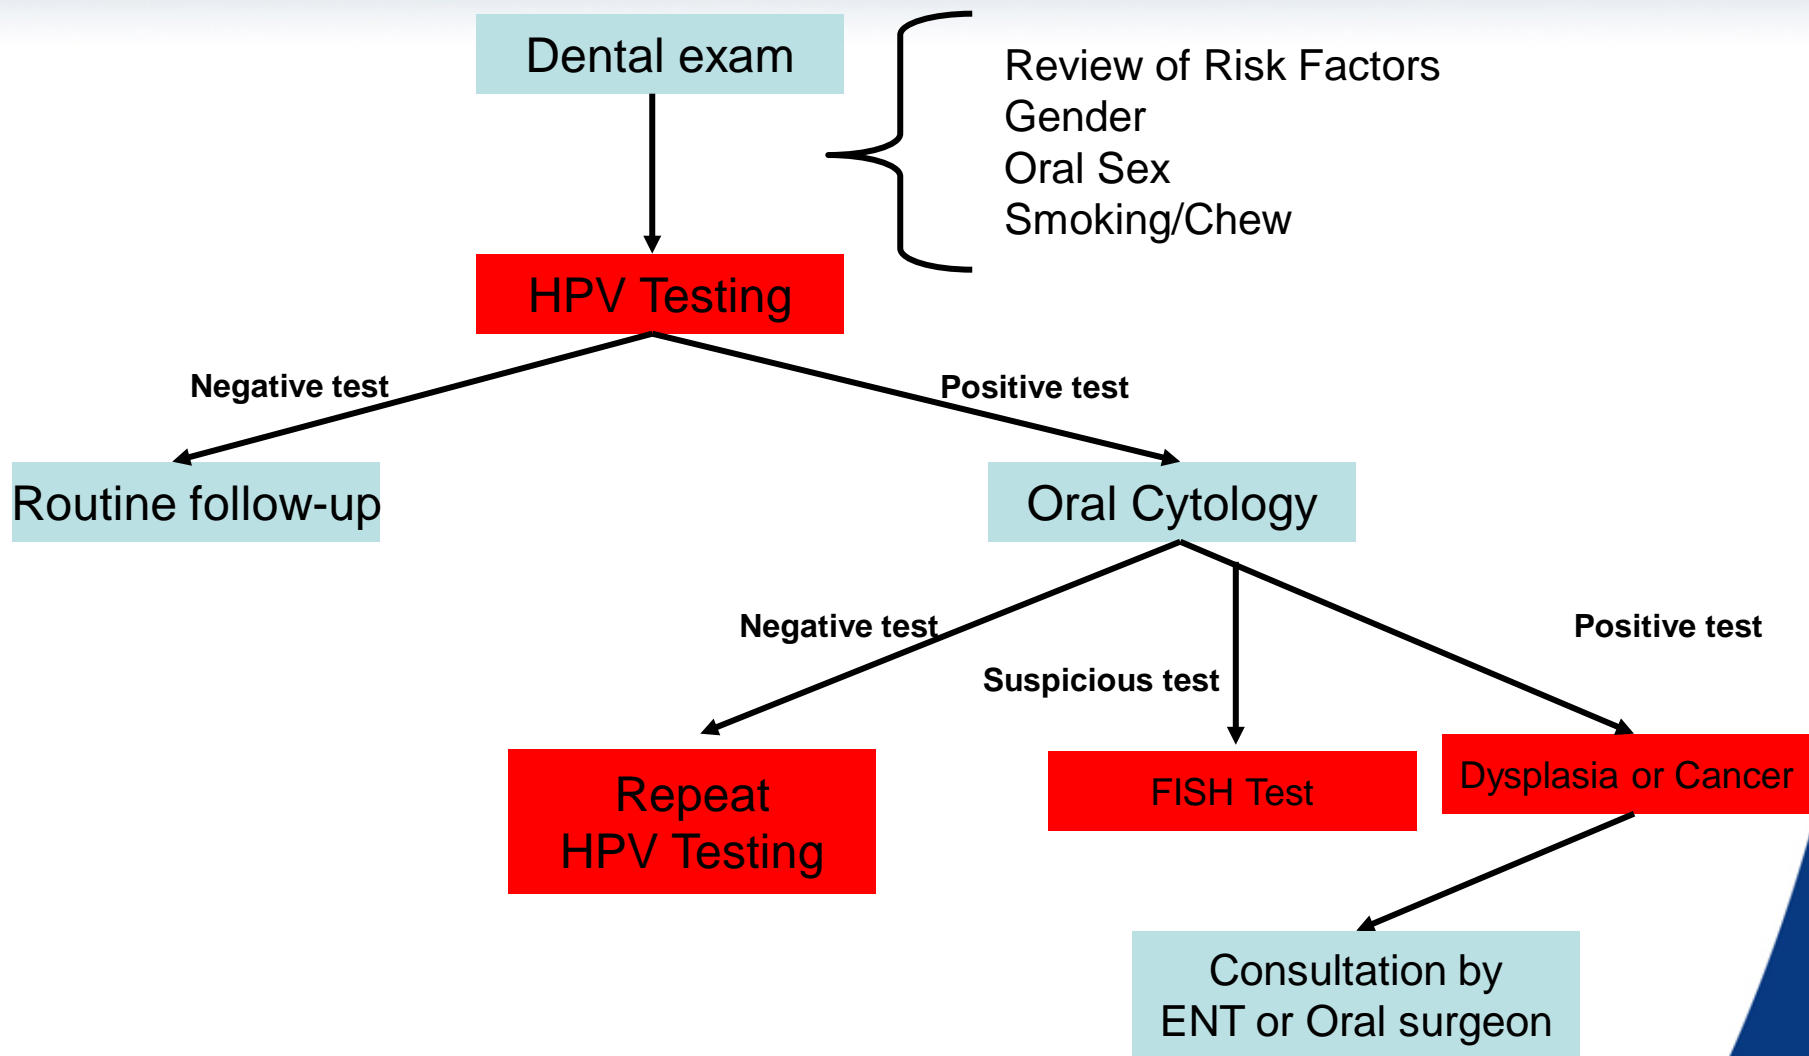 Dental exam
Review of Risk Factors
Gender
Oral Sex
Smoking/Chew
HPV Testing
Negative test
Positive test
Routine follow-up
Oral Cytology
Negative test
Suspicious test
Positive test
Repeat
HPV Testing
FISH Test
Dysplasia or Cancer
Consultation by
ENT or Oral surgeon